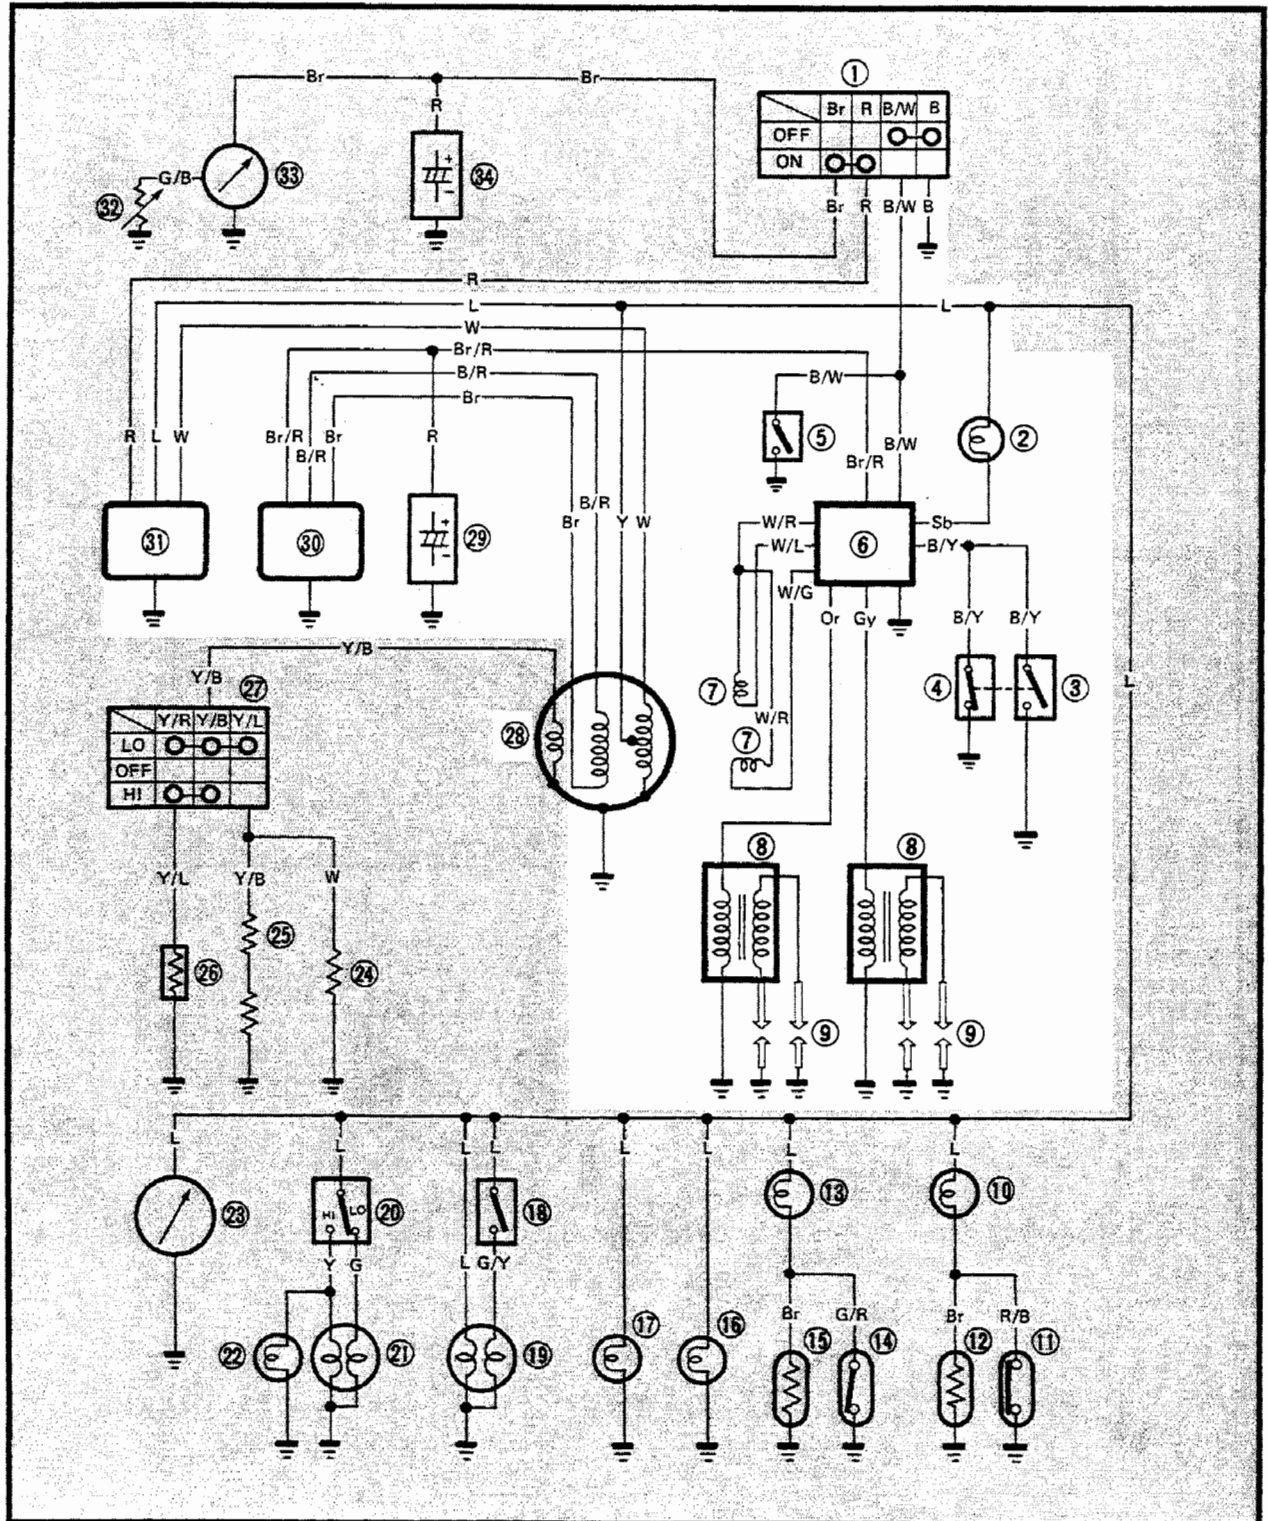 ①
Br R B/W B
OFF
ON
Br R B/W B
Br Br
R
㉞
㉝
G/B
㉜
R
L L
W
Br/R
B/R
Br
B/W
⑤
B/W
Br/R
②
R L W
Br/R B/R Br
R
㉛
㉚
㉙
Br B/R Y W
W/R
W/L
W/G
⑥
Sb
B/Y
Or Gy
B/Y B/Y
④ ③
L
⑦
W/R
⑦
Y/B
Y/B
㉗
Y/R Y/B Y/L
LO
OFF
HI
㉘
Y/L Y/B W
㉖
㉕
㉔
⑧ ⑧
⑨ ⑨
L L L L L L L L
㉓
HI LO
⑳
⑱
⑬
⑩
Y G L G/Y
㉒ ㉑ ⑲ ⑰ ⑯
Br G/R Br R/B
⑮ ⑭ ⑫ ⑪